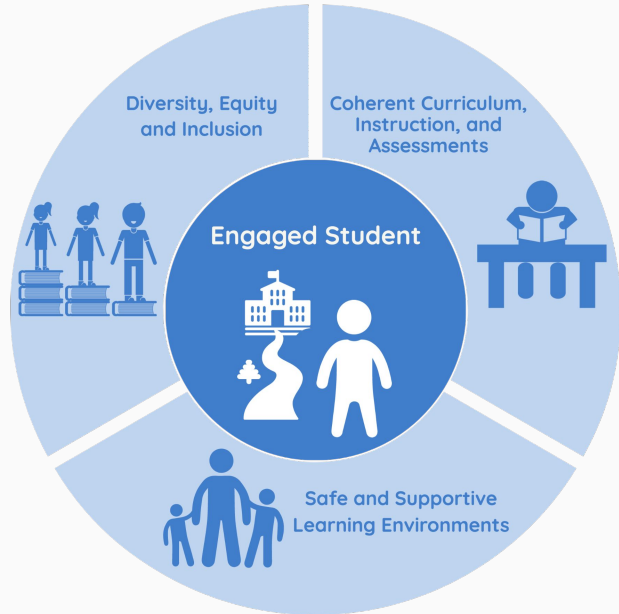 Diversity, Equity
and Inclusion
Coherent Curriculum,
Instruction, and
Assessments
Engaged Student
Safe and Supportive
Learning Environments